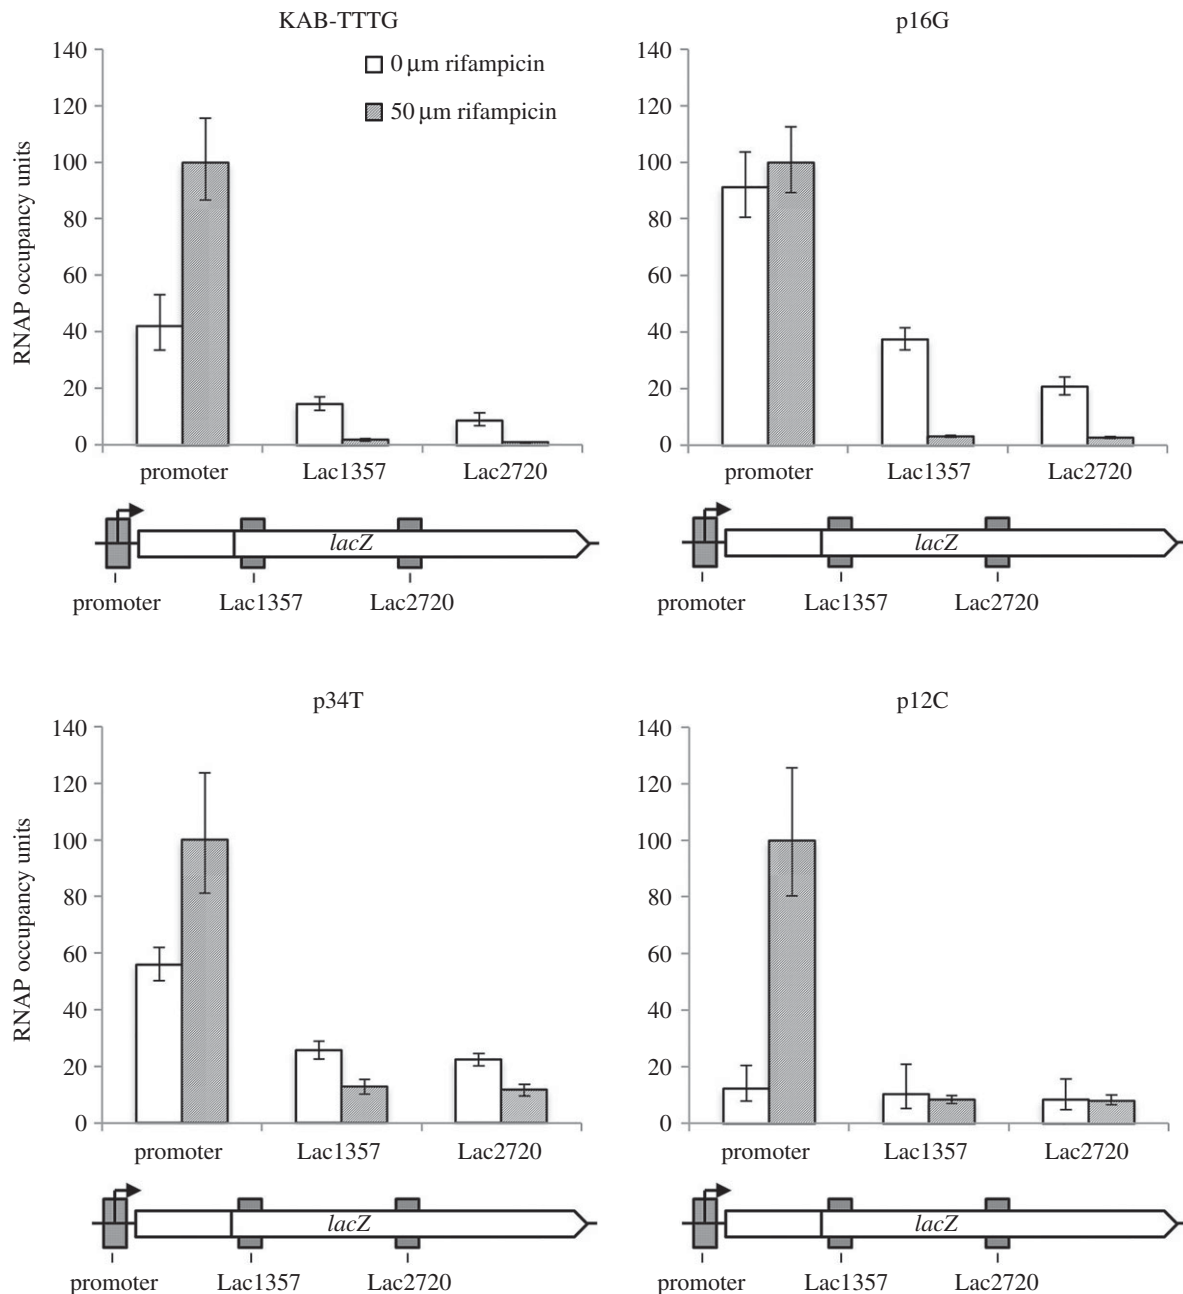 KAB-TTTG
140
120
100
80
60
40
20
0
RNAP occupancy units
0 µm rifampicin
50 µm rifampicin
promoter Lac1357 Lac2720
lacZ
promoter Lac1357 Lac2720
p16G
140
120
100
80
60
40
20
0
promoter Lac1357 Lac2720
lacZ
promoter Lac1357 Lac2720
p34T
140
120
100
80
60
40
20
0
RNAP occupancy units
promoter Lac1357 Lac2720
lacZ
promoter Lac1357 Lac2720
p12C
140
120
100
80
60
40
20
0
promoter Lac1357 Lac2720
lacZ
promoter Lac1357 Lac2720